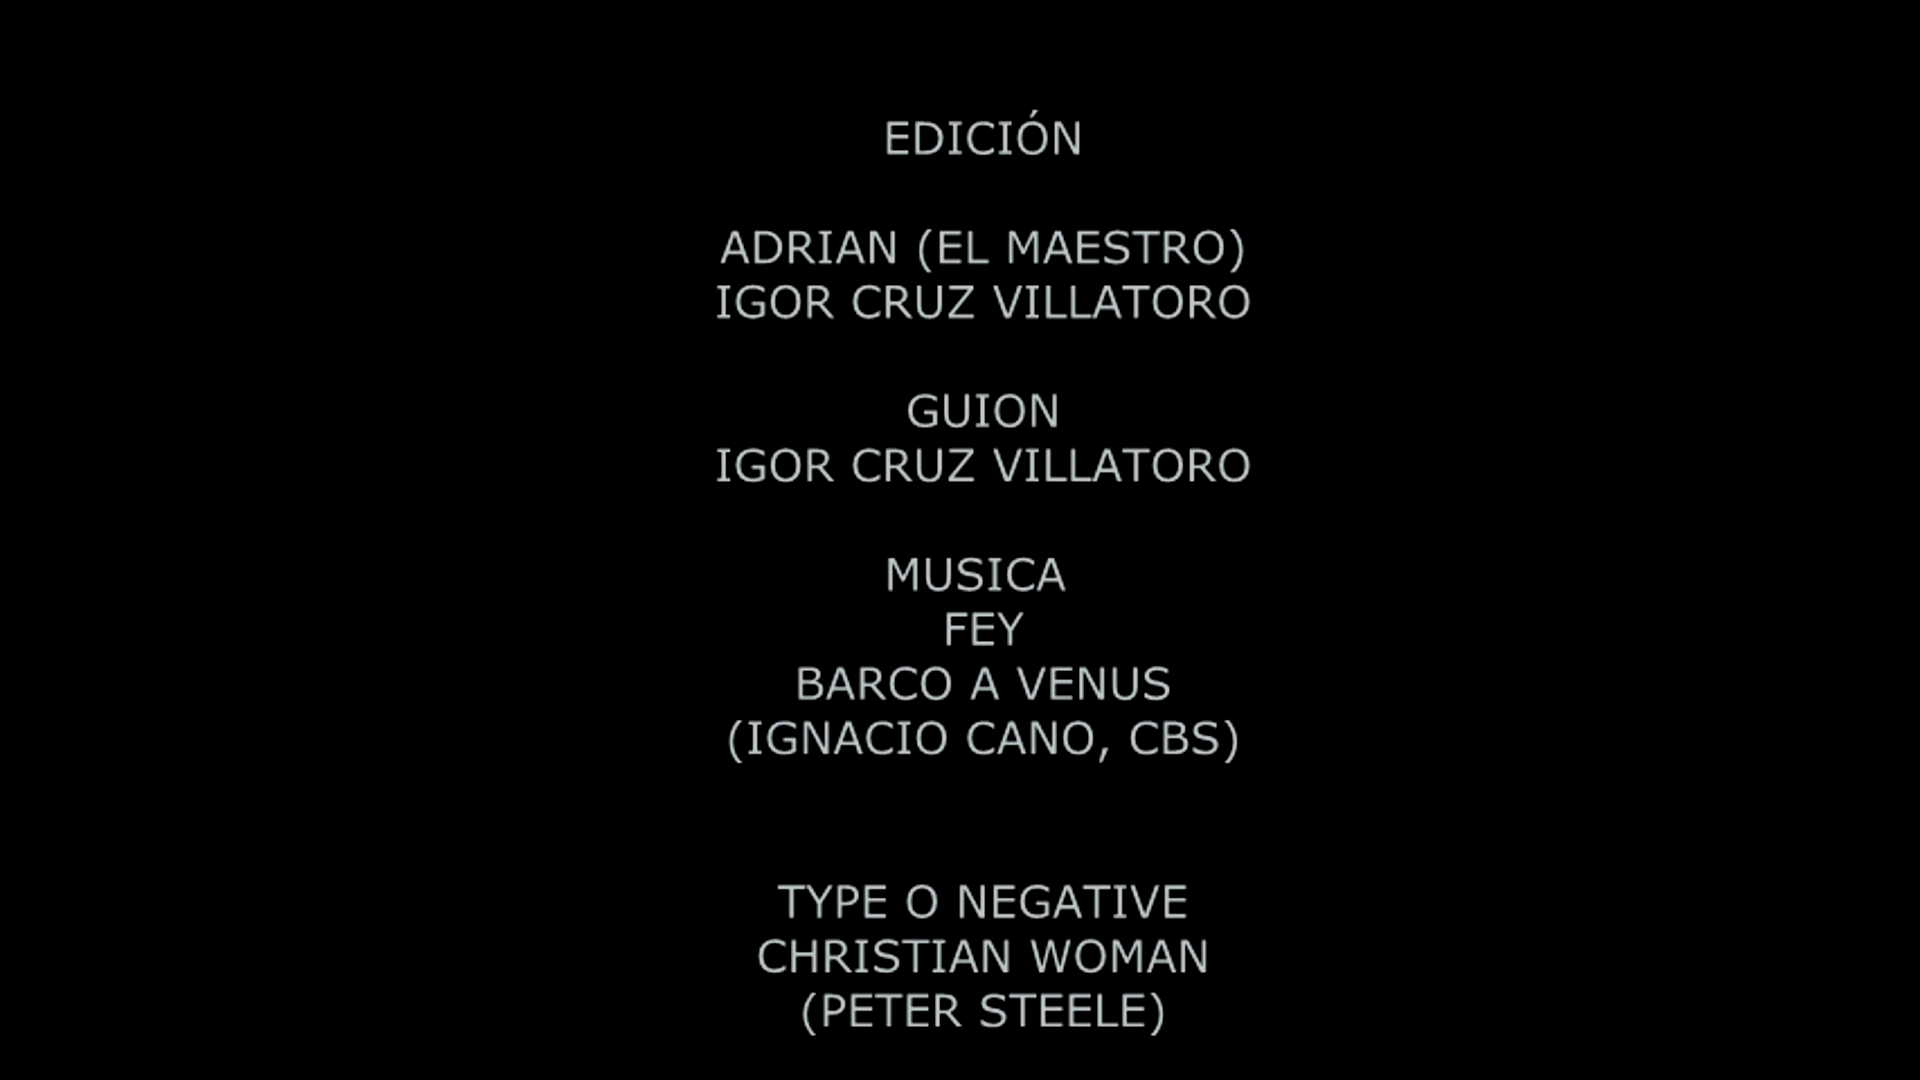 EDICIÓN
ADRIAN (EL MAESTRO)
IGOR CRUZ VILLATORO
GUION
IGOR CRUZ VILLATORO
MUSICA
FEY
BARCO A VENUS
(IGNACIO CANO, CBS)
TYPE O NEGATIVE
CHRISTIAN WOMAN
(PETER STEELE)